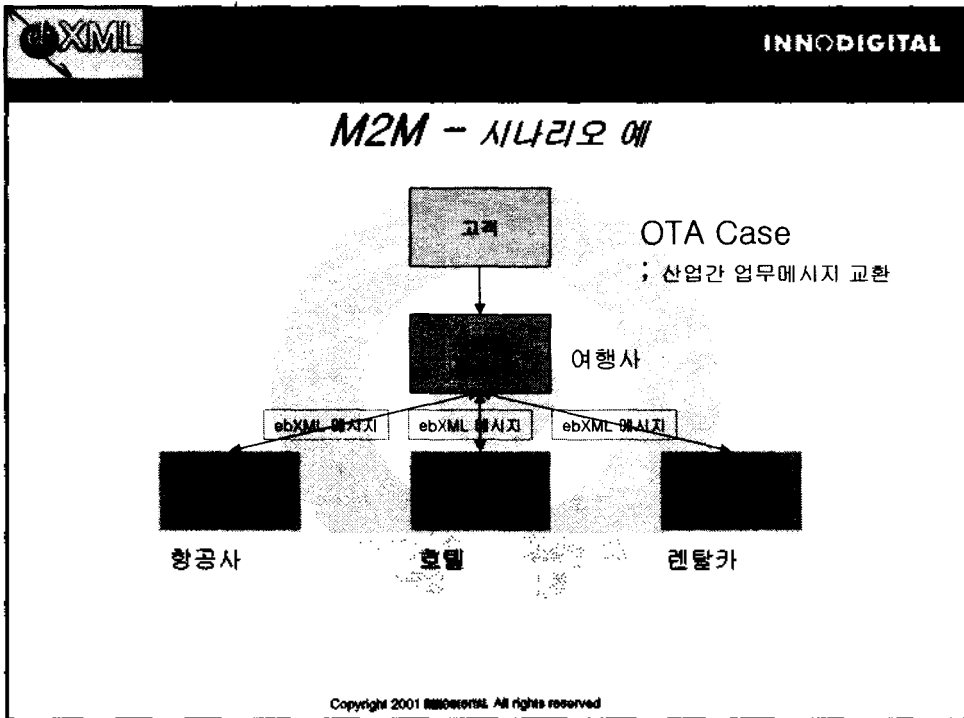 ebXML
INNODIGITAL
M2M - 시나리오 예
고객
OTA Case
; 산업간 업무메시지 교환
여행사
ebXML 메시지
ebXML 메시지
ebXML 메시지
항공사
호텔
렌탈카
Copyright 2001 All rights reserved